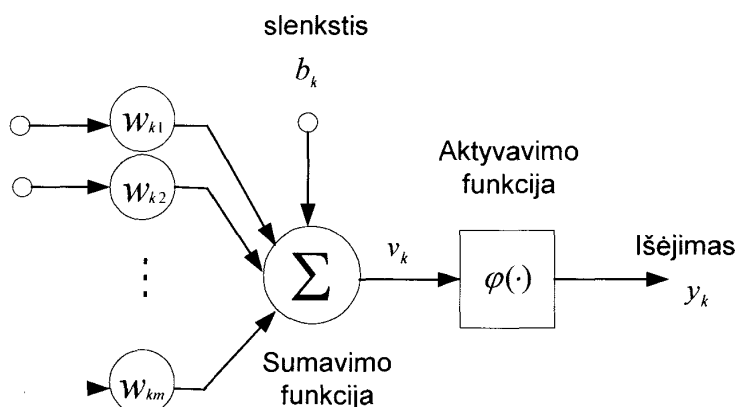 slenkstis
b_k
w_k1
Aktyvavimo
funkcija
w_k2
Σ
v_k
φ(·)
Išėjimas
y_k
Sumavimo
funkcija
w_km